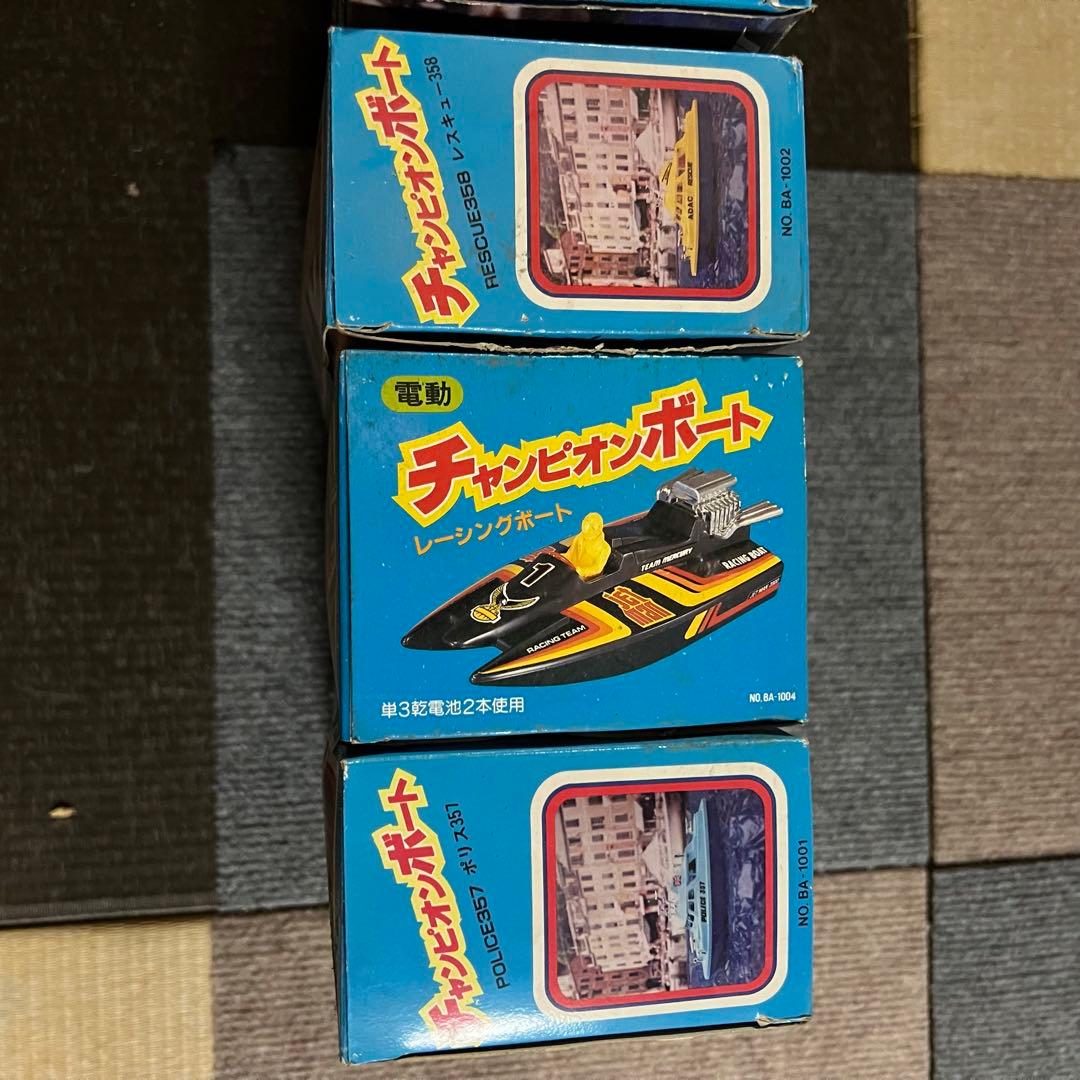 チャンピオンボート
RESCUE358 レスキュー358
ADAC RESCUE
NO. BA-1002
電動
チャンピオンボート
レーシングボート
1
TEAM MERCURY
RACING BOAT
RACING TEAM
単3乾電池2本使用
NO.BA-1004
チャンピオンボート
POLICE357 ポリス357
POLICE 357
NO. BA-1001